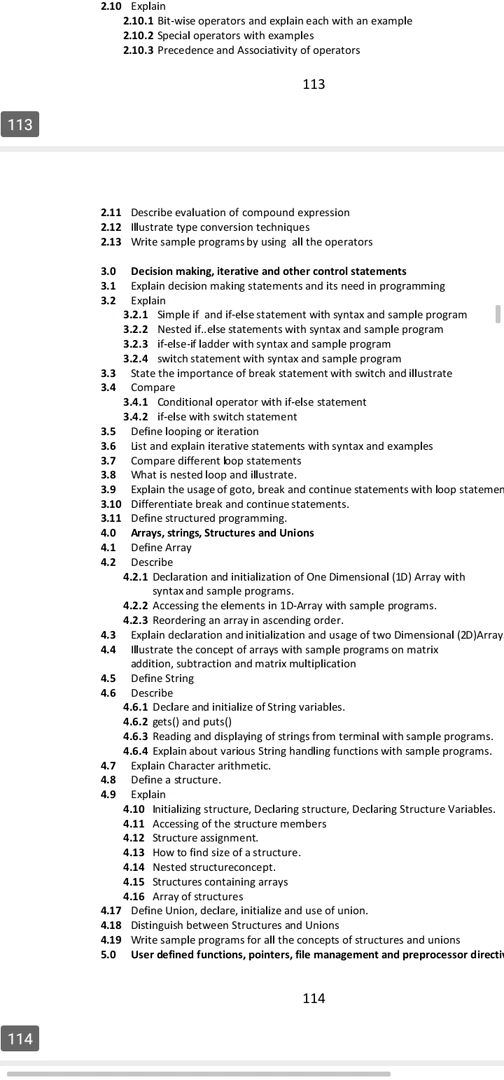 2.10 Explain
2.10.1 Bit-wise operators and explain each with an example
2.10.2 Special operators with examples
2.10.3 Precedence and Associativity of operators
113
113
2.11 Describe evaluation of compound expression
2.12 Illustrate type conversion techniques
2.13 Write sample programs by using all the operators
3.0 Decision making, iterative and other control statements
3.1 Explain decision making statements and its need in programming
3.2 Explain
3.2.1 Simple if and if-else statement with syntax and sample program
3.2.2 Nested if..else statements with syntax and sample program
3.2.3 if-else-if ladder with syntax and sample program
3.2.4 switch statement with syntax and sample program
3.3 State the importance of break statement with switch and illustrate
3.4 Compare
3.4.1 Conditional operator with if-else statement
3.4.2 if-else with switch statement
3.5 Define looping or iteration
3.6 List and explain iterative statements with syntax and examples
3.7 Compare different loop statements
3.8 What is nested loop and illustrate.
3.9 Explain the usage of goto, break and continue statements with loop statemen
3.10 Differentiate break and continue statements.
3.11 Define structured programming.
4.0 Arrays, strings, Structures and Unions
4.1 Define Array
4.2 Describe
4.2.1 Declaration and initialization of One Dimensional (1D) Array with
syntax and sample programs.
4.2.2 Accessing the elements in 1D-Array with sample programs.
4.2.3 Reordering an array in ascending order.
4.3 Explain declaration and initialization and usage of two Dimensional (2D)Array
4.4 Illustrate the concept of arrays with sample programs on matrix
addition, subtraction and matrix multiplication
4.5 Define String
4.6 Describe
4.6.1 Declare and initialize of String variables.
4.6.2 gets() and puts()
4.6.3 Reading and displaying of strings from terminal with sample programs.
4.6.4 Explain about various String handling functions with sample programs.
4.7 Explain Character arithmetic.
4.8 Define a structure.
4.9 Explain
4.10 Initializing structure, Declaring structure, Declaring Structure Variables.
4.11 Accessing of the structure members
4.12 Structure assignment.
4.13 How to find size of a structure.
4.14 Nested structureconcept.
4.15 Structures containing arrays
4.16 Array of structures
4.17 Define Union, declare, initialize and use of union.
4.18 Distinguish between Structures and Unions
4.19 Write sample programs for all the concepts of structures and unions
5.0 User defined functions, pointers, file management and preprocessor directiv
114
114